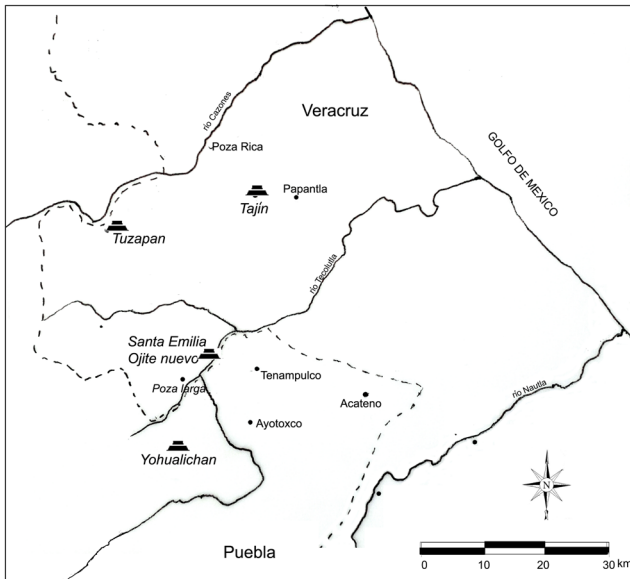 río Cazones
Veracruz
Poza Rica
GOLFO DE MEXICO
Papantla
Tajín
Tuzapan
río Tecolutla
Santa Emilia
Ojite nuevo
Tenampulco
Poza larga
Acateno
río Nautla
Ayotoxco
Yohualichan
N
Puebla
0 10 20 30 km